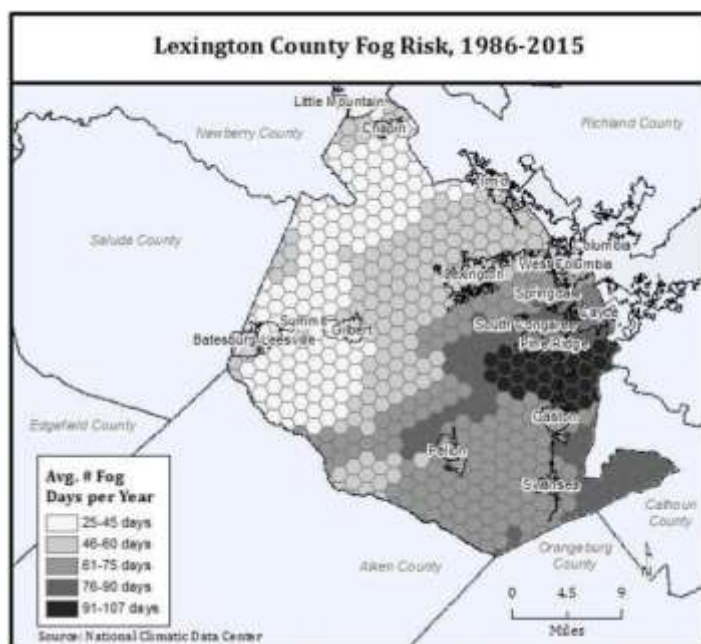 Lexington County Fog Risk, 1986-2015
Little Mountain
Chapin
Newberry County
Richland County
Irmo
Saluda County
Columbia
West Columbia
Lexington
Springdale
Summit
Gilbert
Cayce
South Congaree
Batesburg-Leesville
Pine Ridge
Edgefield County
Gaston
Pelion
Swansea
Calhoun
County
Orangeburg
County
Aiken County
Avg. # Fog
Days per Year
25-45 days
46-60 days
61-75 days
76-90 days
91-107 days
N
0 4.5 9
Miles
Source: National Climatic Data Center